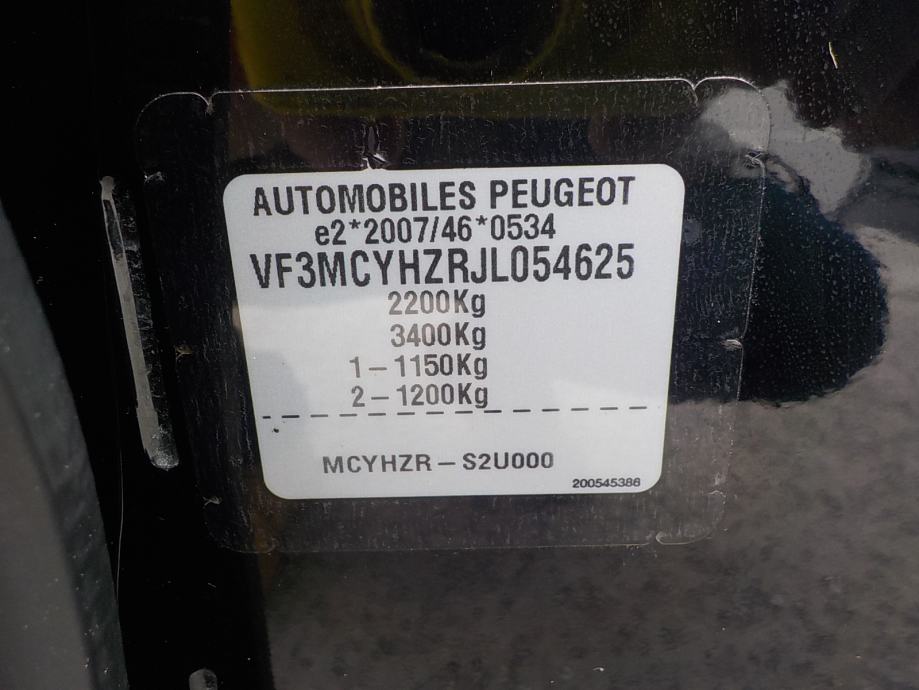 AUTOMOBILES PEUGEOT
e2*2007/46*0534
VF3MCYHZRJL054625
2200Kg
3400Kg
1-1150Kg
2-1200Kg
MCYHZR-S2U000
200545386